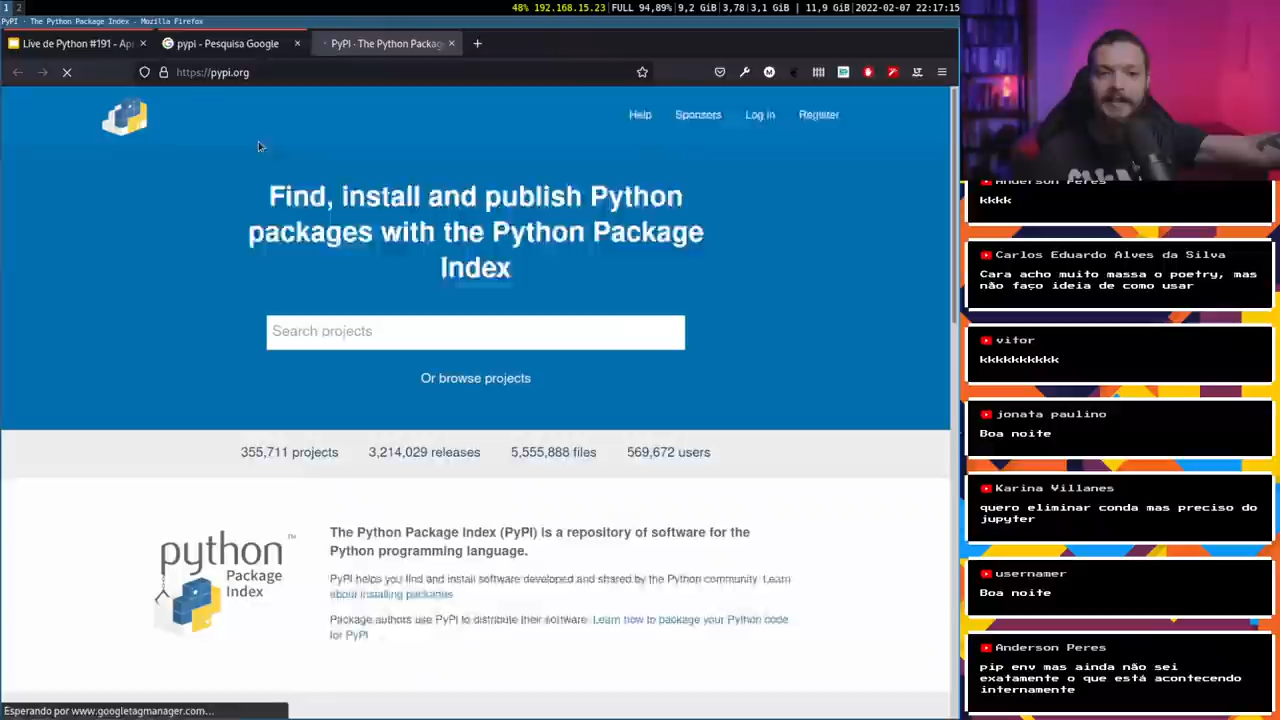 1 2
48% 192.168.15.23|FULL 94,89%|9,2 GiB|3,78|3,1 GiB | 11,9 GiB|2022-02-07 22:17:15
PyPI · The Python Package Index - Mozilla Firefox
Live de Python #191 - Ap
pypi - Pesquisa Google
PyPI · The Python Packag
https://pypi.org
Help
Sponsors
Log in
Register
Find, install and publish Python
packages with the Python Package
Index
Search projects
Or browse projects
355,711 projects
3,214,029 releases
5,555,888 files
569,672 users
python™
Package
Index
The Python Package Index (PyPI) is a repository of software for the
Python programming language.
PyPI helps you find and install software developed and shared by the Python community. Learn
about installing packages
Package authors use PyPI to distribute their software. Learn how to package your Python code
for PyPI
Esperando por www.googletagmanager.com...
Anderson Peres
kkkk
Carlos Eduardo Alves da Silva
Cara acho muito massa o poetry, mas
não faço ideia de como usar
vitor
kkkkkkkkkk
jonata paulino
Boa noite
Karina Villanes
quero eliminar conda mas preciso do
jupyter
usernamer
Boa noite
Anderson Peres
pip env mas ainda não sei
exatamente o que está acontecendo
internamente